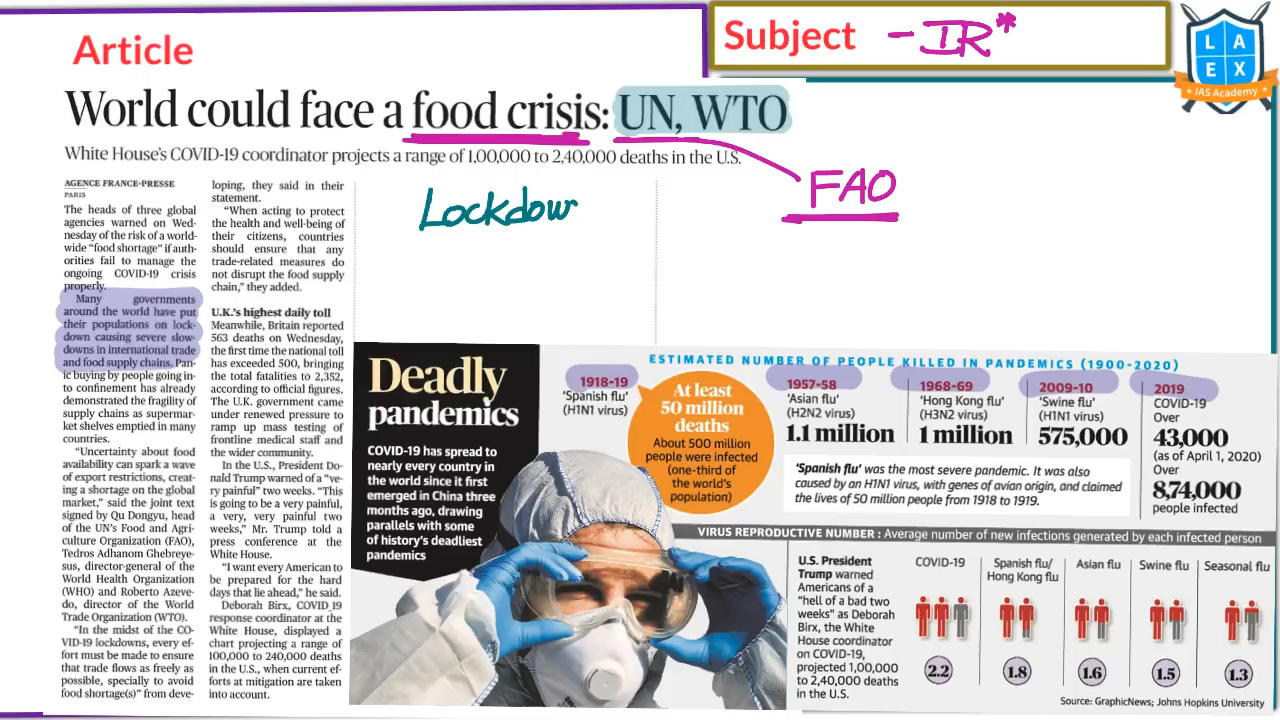 Article
Subject
- IR*
L A
E X
IAS Academy
World could face a food crisis: UN, WTO
White House's COVID-19 coordinator projects a range of 1,00,000 to 2,40,000 deaths in the U.S.
FAO
Lockdow
AGENCE FRANCE-PRESSE
PARIS
The heads of three global
agencies warned on Wed-
nesday of the risk of a world-
wide "food shortage" if auth-
orities fail to manage the
ongoing COVID-19 crisis
properly.
Many governments
around the world have put
their populations on lock-
down causing severe slow-
downs in international trade
and food supply chains. Pan-
ic buying by people going in-
to confinement has already
demonstrated the fragility of
supply chains as supermar-
ket shelves emptied in many
countries.
"Uncertainty about food
availability can spark a wave
of export restrictions, creat-
ing a shortage on the global
market," said the joint text
signed by Qu Dongyu, head
of the UN's Food and Agri-
culture Organization (FAO),
Tedros Adhanom Ghebreye-
sus, director-general of the
World Health Organization
(WHO) and Roberto Azeve-
do, director of the World
Trade Organization (WTO).
"In the midst of the CO-
VID-19 lockdowns, every ef-
fort must be made to ensure
that trade flows as freely as
possible, specially to avoid
food shortage(s)" from deve-
loping, they said in their
statement.
"When acting to protect
the health and well-being of
their citizens, countries
should ensure that any
trade-related measures do
not disrupt the food supply
chain," they added.
U.K.'s highest daily toll
Meanwhile, Britain reported
563 deaths on Wednesday,
the first time the national toll
has exceeded 500, bringing
the total fatalities to 2,352,
according to official figures.
The U.K. government came
under renewed pressure to
ramp up mass testing of
frontline medical staff and
the wider community.
In the U.S., President Do-
nald Trump warned of a "ve-
ry painful" two weeks. "This
is going to be a very painful,
a very, very painful two
weeks," Mr. Trump told a
press conference at the
White House.
"I want every American to
be prepared for the hard
days that lie ahead," he said.
Deborah Birx, COVID_19
response coordinator at the
White House, displayed a
chart projecting a range of
100,000 to 240,000 deaths
in the U.S., when current ef-
forts at mitigation are taken
into account.
Deadly
pandemics
COVID-19 has spread to
nearly every country in
the world since it first
emerged in China three
months ago, drawing
parallels with some
of history's deadliest
pandemics
ESTIMATED NUMBER OF PEOPLE KILLED IN PANDEMICS (1900-2020)
1918-19
'Spanish flu'
(H1N1 virus)
At least
50 million
deaths
About 500 million
people were infected
(one-third of
the world's
population)
1957-58
'Asian flu'
(H2N2 virus)
1.1 million
1968-69
'Hong Kong flu'
(H3N2 virus)
1 million
2009-10
'Swine flu'
(H1N1 virus)
575,000
2019
COVID-19
Over
43,000
(as of April 1, 2020)
Over
8,74,000
people infected
'Spanish flu' was the most severe pandemic. It was also
caused by an H1N1 virus, with genes of avian origin, and claimed
the lives of 50 million people from 1918 to 1919.
VIRUS REPRODUCTIVE NUMBER : Average number of new infections generated by each infected person
U.S. President
Trump warned
Americans of a
"hell of a bad two
weeks" as Deborah
Birx, the White
House coordinator
on COVID-19,
projected 1,00,000
to 2,40,000 deaths
in the U.S.
COVID-19
2.2
Spanish flu/
Hong Kong flu
1.8
Asian flu
1.6
Swine flu
1.5
Seasonal flu
1.3
Source: GraphicNews; Johns Hopkins University